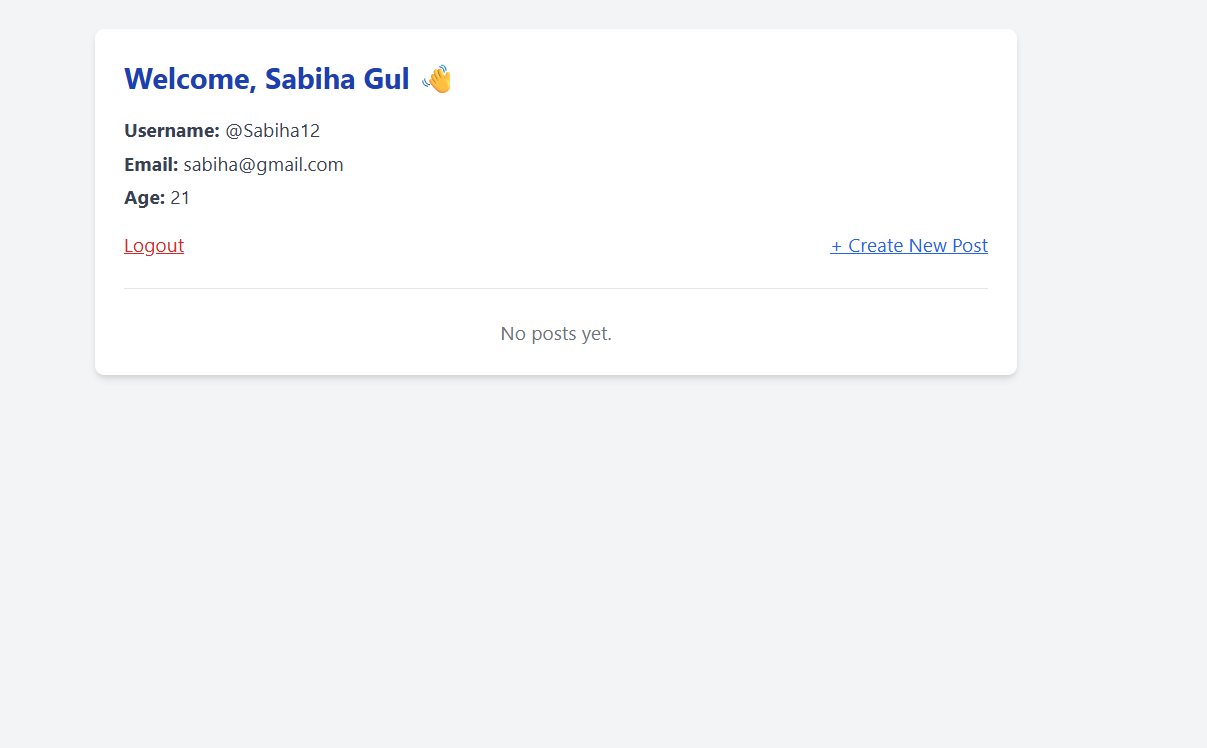 Welcome, Sabiha Gul 👋
Username: @Sabiha12
Email: sabiha@gmail.com
Age: 21
Logout
+ Create New Post
No posts yet.